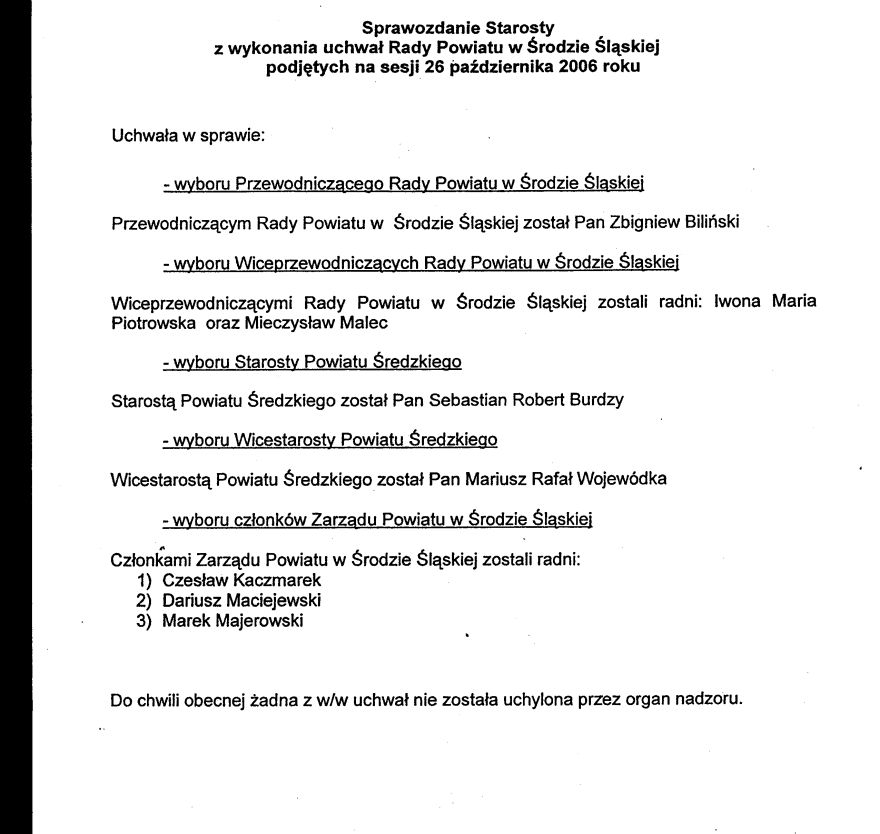 Sprawozdanie Starosty
z wykonania uchwał Rady Powiatu w Środzie Śląskiej
podjętych na sesji 26 października 2006 roku
Uchwała w sprawie:
- wyboru Przewodniczącego Rady Powiatu w Środzie Śląskiej
Przewodniczącym Rady Powiatu w Środzie Śląskiej został Pan Zbigniew Biliński
- wyboru Wiceprzewodniczących Rady Powiatu w Środzie Śląskiej
Wiceprzewodniczącymi Rady Powiatu w Środzie Śląskiej zostali radni: Iwona Maria
Piotrowska oraz Mieczysław Malec
- wyboru Starosty Powiatu Średzkiego
Starostą Powiatu Średzkiego został Pan Sebastian Robert Burdzy
- wyboru Wicestarosty Powiatu Średzkiego
Wicestarostą Powiatu Średzkiego został Pan Mariusz Rafał Wojewódka
- wyboru członków Zarządu Powiatu w Środzie Śląskiej
Członkami Zarządu Powiatu w Środzie Śląskiej zostali radni:
1) Czesław Kaczmarek
2) Dariusz Maciejewski
3) Marek Majerowski
Do chwili obecnej żadna z w/w uchwał nie została uchylona przez organ nadzoru.